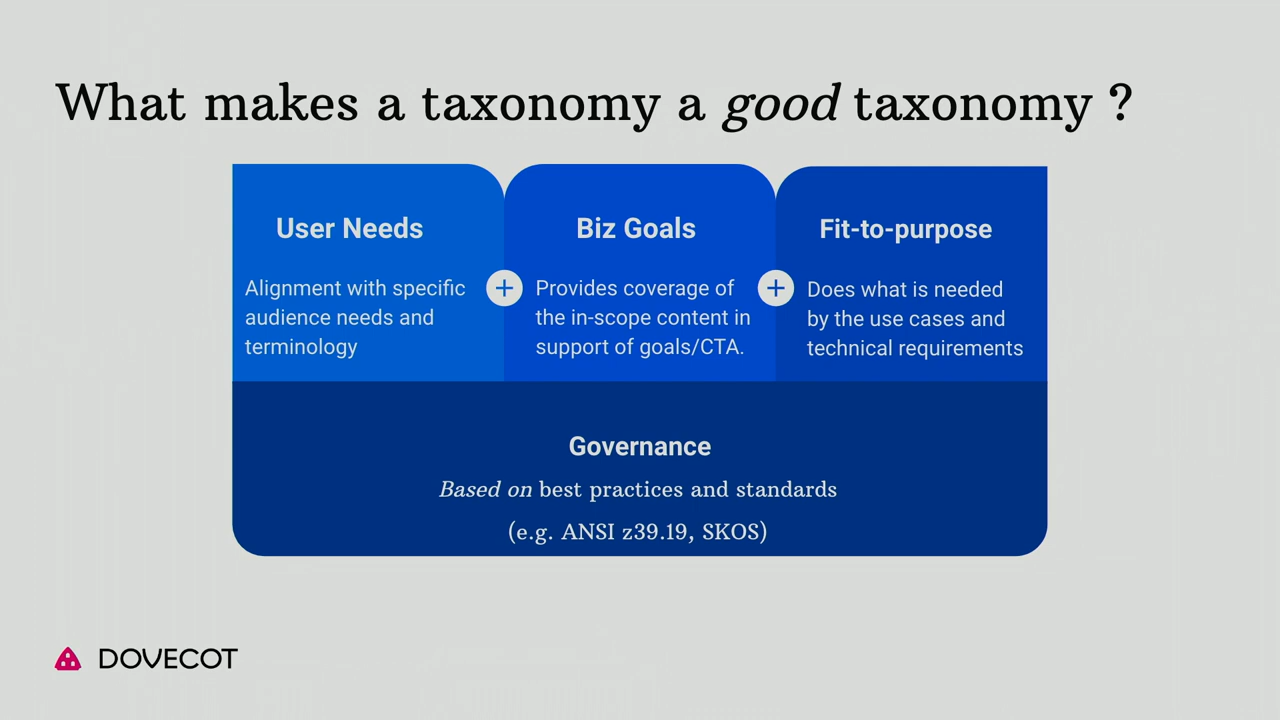 What makes a taxonomy a good taxonomy ?
User Needs
Alignment with specific
audience needs and
terminology
+
Biz Goals
Provides coverage of
the in-scope content in
support of goals/CTA.
+
Fit-to-purpose
Does what is needed
by the use cases and
technical requirements
Governance
Based on best practices and standards
(e.g. ANSI z39.19, SKOS)
DOVECOT